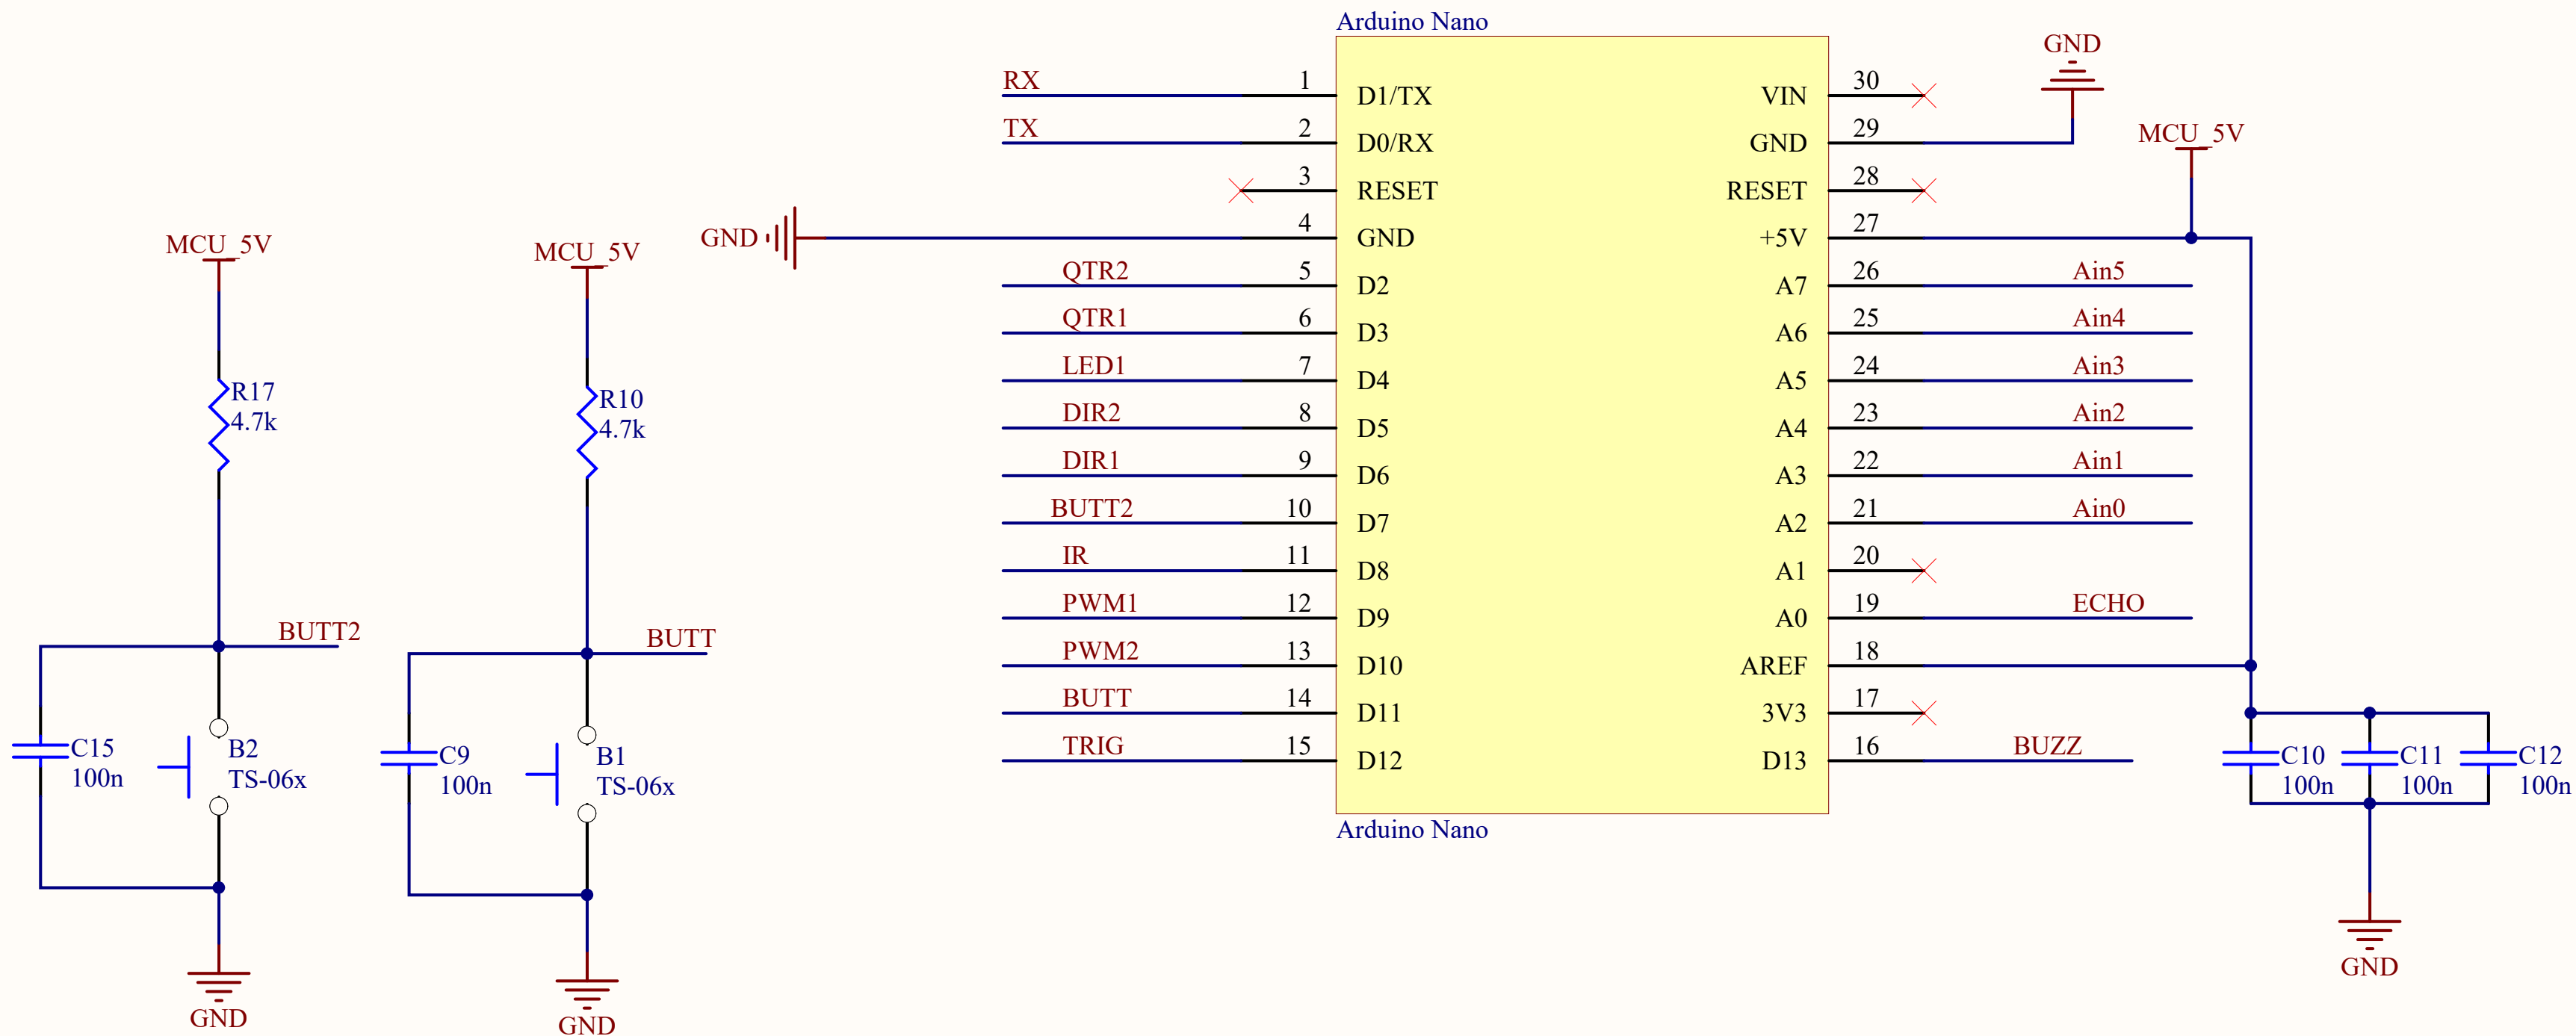 MCU_5V
R17
4.7k
BUTT2
C15
100n
B2
TS-06x
GND
MCU_5V
R10
4.7k
BUTT
C9
100n
B1
TS-06x
GND
Arduino Nano
RX 1 D1/TX
TX 2 D0/RX
3 RESET
GND 4 GND
QTR2 5 D2
QTR1 6 D3
LED1 7 D4
DIR2 8 D5
DIR1 9 D6
BUTT2 10 D7
IR 11 D8
PWM1 12 D9
PWM2 13 D10
BUTT 14 D11
TRIG 15 D12
VIN 30
GND 29
RESET 28
+5V 27
A7 26 Ain5
A6 25 Ain4
A5 24 Ain3
A4 23 Ain2
A3 22 Ain1
A2 21 Ain0
A1 20
A0 19 ECHO
AREF 18
3V3 17
D13 16 BUZZ
Arduino Nano
GND
MCU_5V
C10
100n
C11
100n
C12
100n
GND